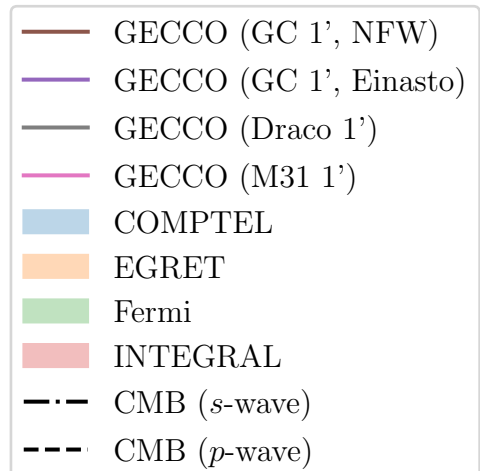 GECCO (GC 1', NFW)
GECCO (GC 1', Einasto)
GECCO (Draco 1')
GECCO (M31 1')
COMPTEL
EGRET
Fermi
INTEGRAL
CMB (s-wave)
CMB (p-wave)